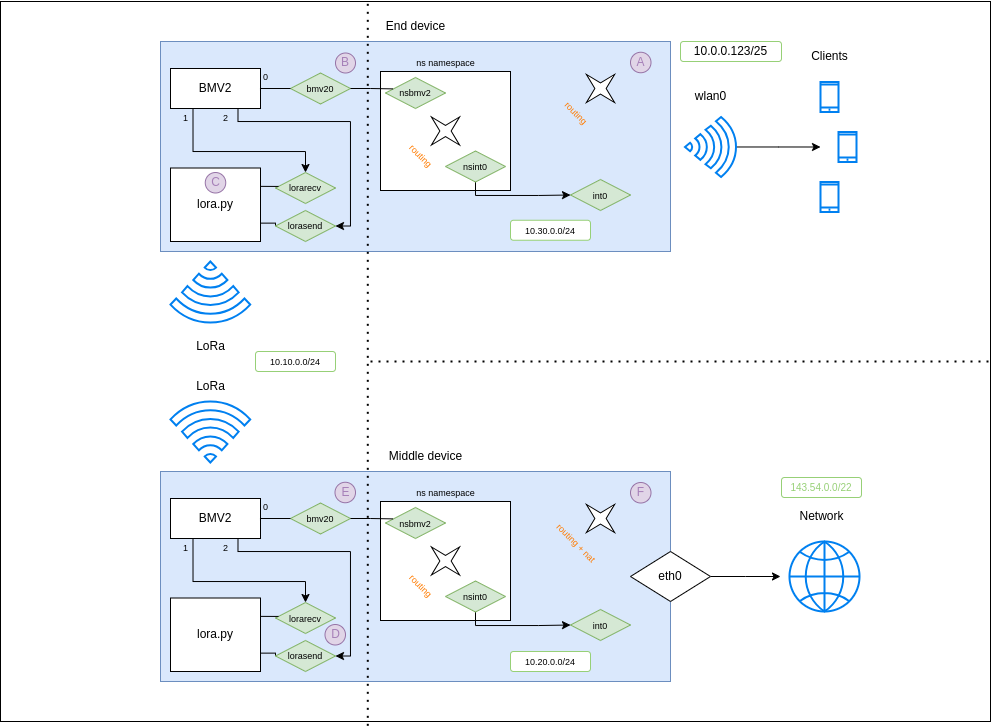 End device
10.0.0.123/25
Clients
wlan0
ns namespace
A
B
BMV2
0
bmv20
nsbmv2
routing
routing
1
2
nsint0
C
lora.py
lorarecv
lorasend
int0
10.30.0.0/24
LoRa
10.10.0.0/24
LoRa
Middle device
143.54.0.0/22
Network
ns namespace
E
F
BMV2
0
bmv20
nsbmv2
routing
routing + nat
1
2
eth0
nsint0
lora.py
lorarecv
D
lorasend
int0
10.20.0.0/24